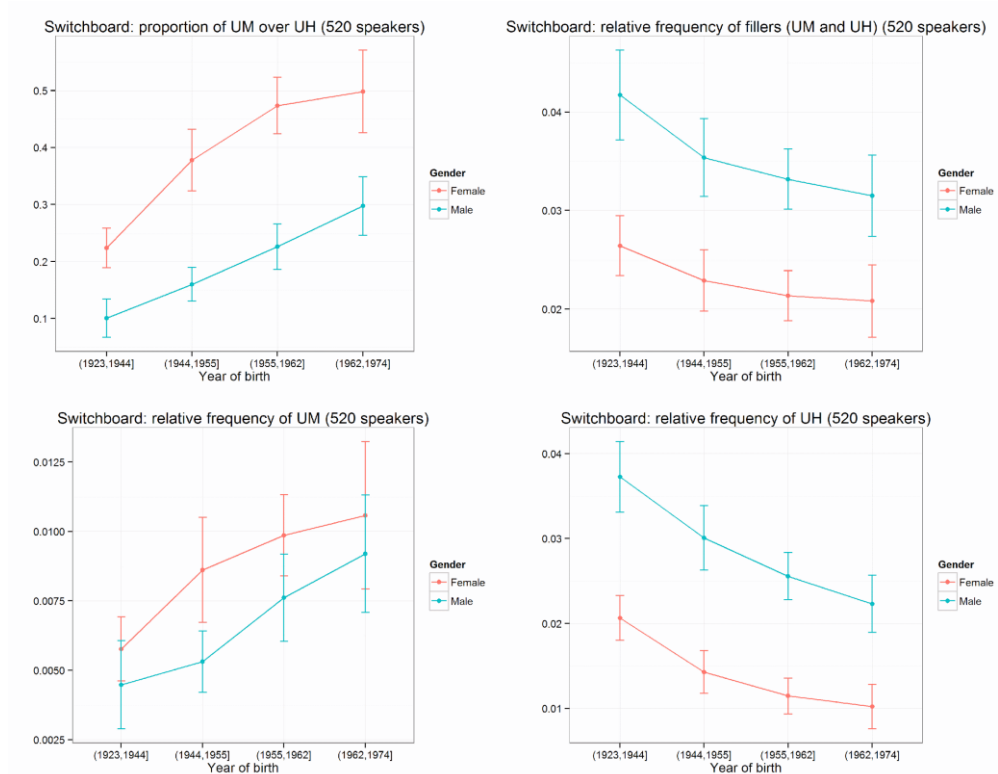 Switchboard: proportion of UM over UH (520 speakers)
0.5
0.4
0.3
0.2
0.1
(1923,1944]
(1944,1955]
(1955,1962]
(1962,1974]
Year of birth
Gender
Female
Male
Switchboard: relative frequency of fillers (UM and UH) (520 speakers)
0.04
0.03
0.02
(1923,1944]
(1944,1955]
(1955,1962]
(1962,1974]
Year of birth
Gender
Female
Male
Switchboard: relative frequency of UM (520 speakers)
0.0125
0.0100
0.0075
0.0050
0.0025
(1923,1944]
(1944,1955]
(1955,1962]
(1962,1974]
Year of birth
Gender
Female
Male
Switchboard: relative frequency of UH (520 speakers)
0.04
0.03
0.02
0.01
(1923,1944]
(1944,1955]
(1955,1962]
(1962,1974]
Year of birth
Gender
Female
Male